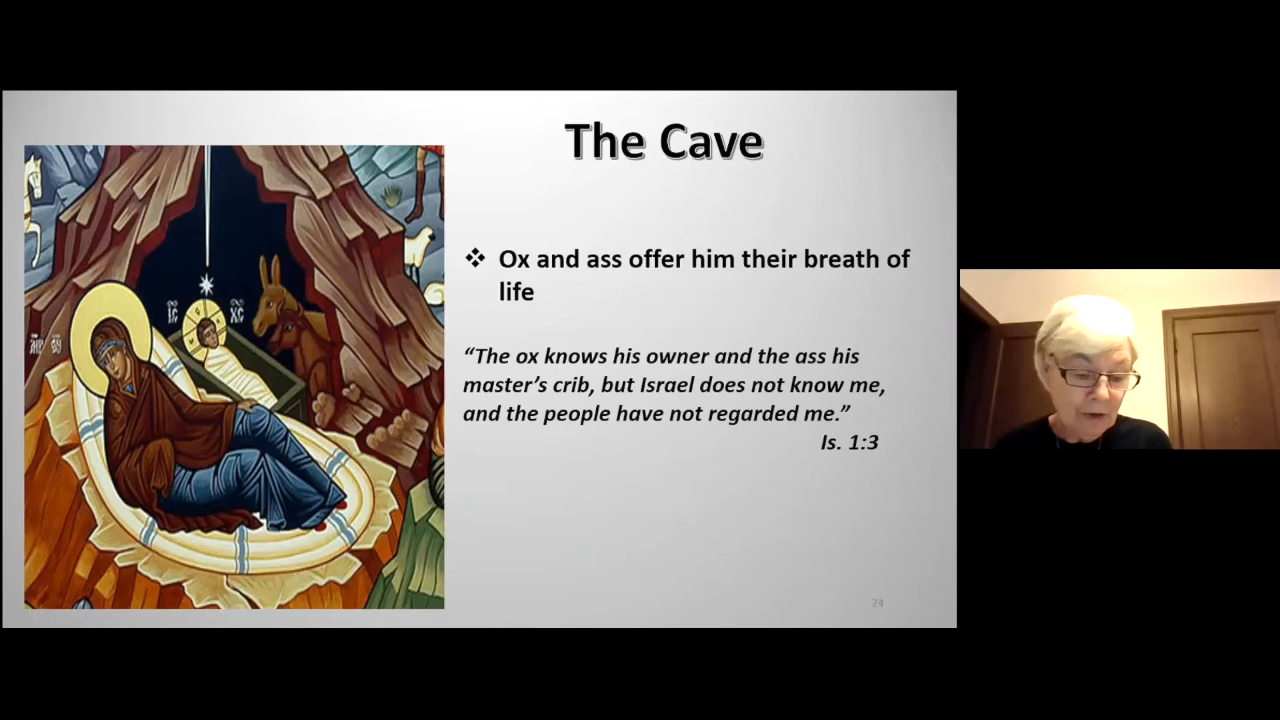 The Cave
❖ Ox and ass offer him their breath of
life
“The ox knows his owner and the ass his
master’s crib, but Israel does not know me,
and the people have not regarded me.”
Is. 1:3
IC XC
24